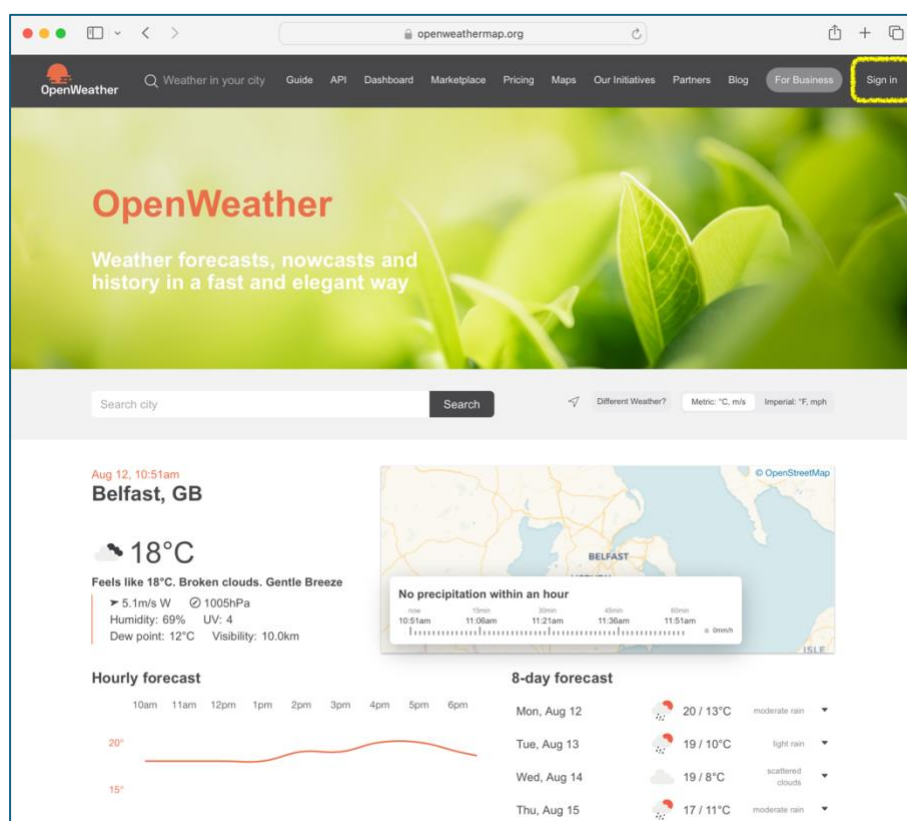 openweathermap.org
OpenWeather
Weather in your city Guide API Dashboard Marketplace Pricing Maps Our Initiatives Partners Blog For Business Sign in
OpenWeather
Weather forecasts, nowcasts and
history in a fast and elegant way
Search city Search Different Weather? Metric: °C, m/s Imperial: °F, mph
Aug 12, 10:51am
Belfast, GB
18°C
Feels like 18°C. Broken clouds. Gentle Breeze
5.1m/s W 1005hPa
Humidity: 69% UV: 4
Dew point: 12°C Visibility: 10.0km
© OpenStreetMap
BELFAST
No precipitation within an hour
now 15min 30min 45min 60min
10:51am 11:06am 11:21am 11:36am 11:51am
0mm/h
ISLE
Hourly forecast
10am 11am 12pm 1pm 2pm 3pm 4pm 5pm 6pm
20°
15°
8-day forecast
Mon, Aug 12 20 / 13°C moderate rain
Tue, Aug 13 19 / 10°C light rain
Wed, Aug 14 19 / 8°C scattered
clouds
Thu, Aug 15 17 / 11°C moderate rain